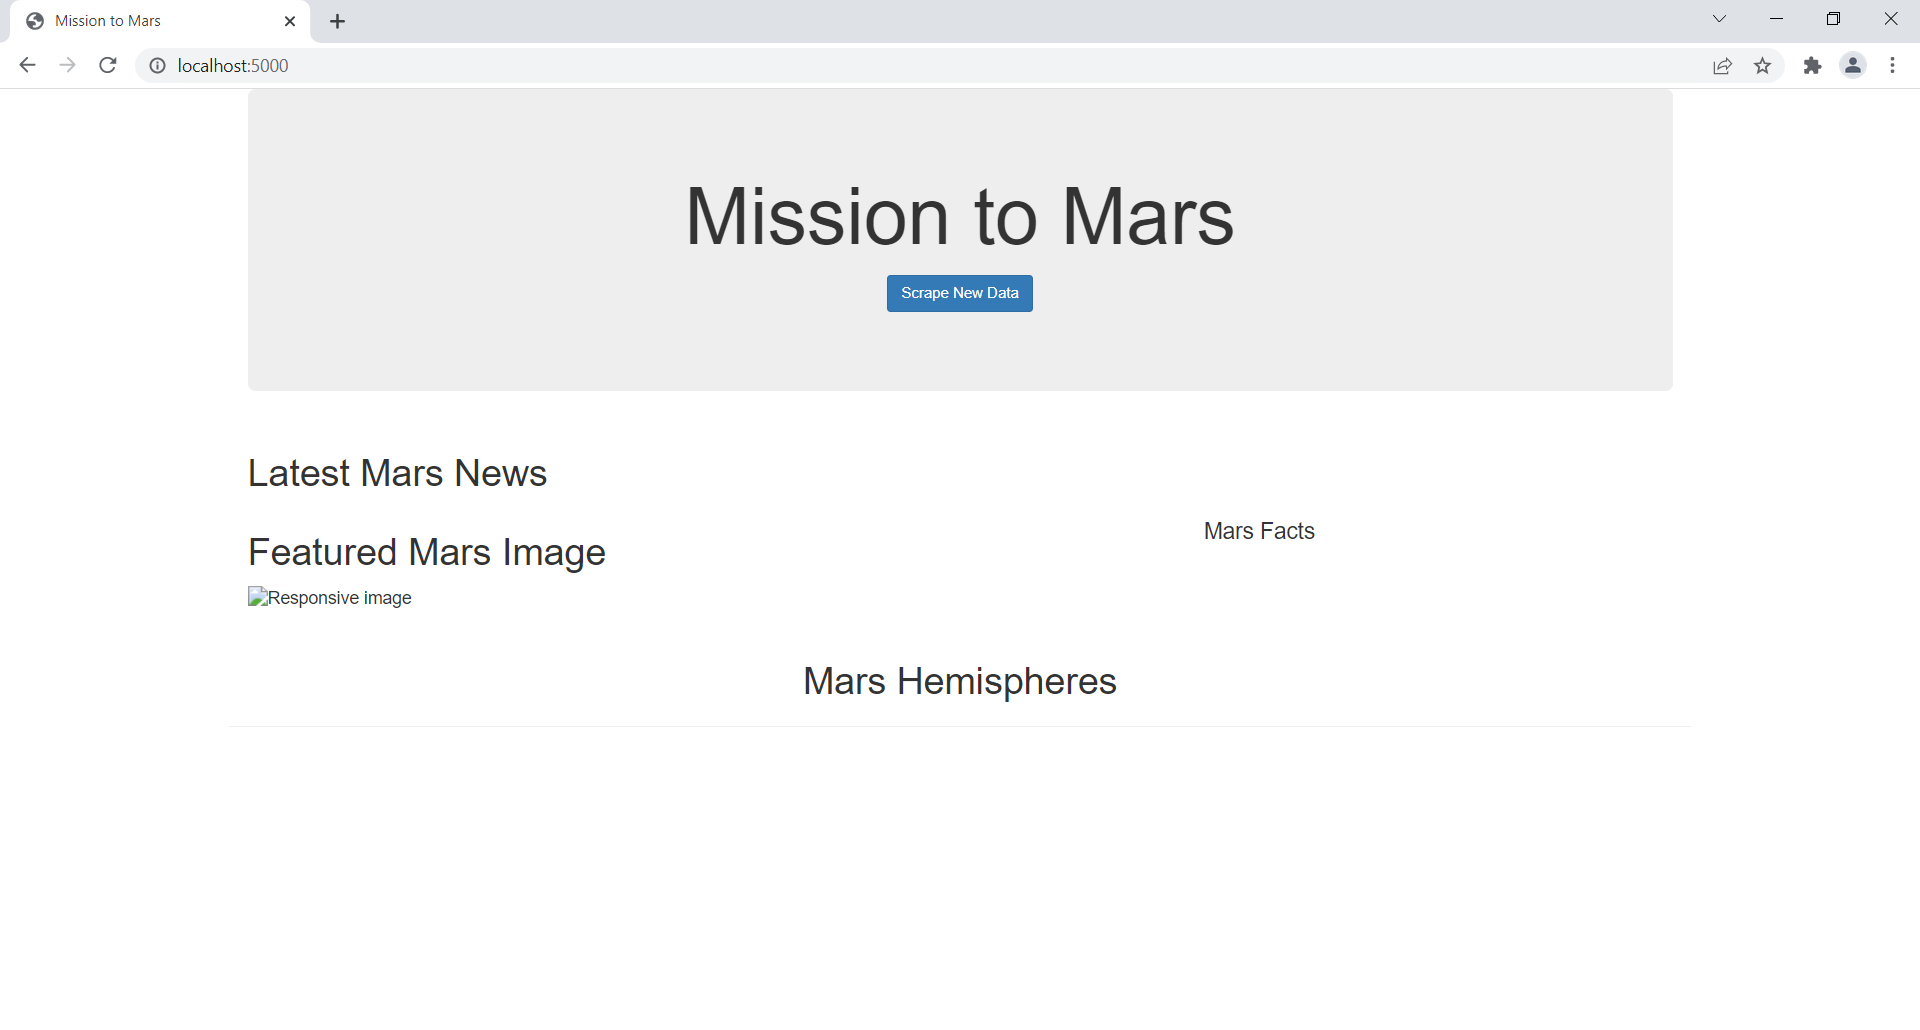 Mission to Mars
localhost:5000
Mission to Mars
Scrape New Data
Latest Mars News
Featured Mars Image
Responsive image
Mars Facts
Mars Hemispheres